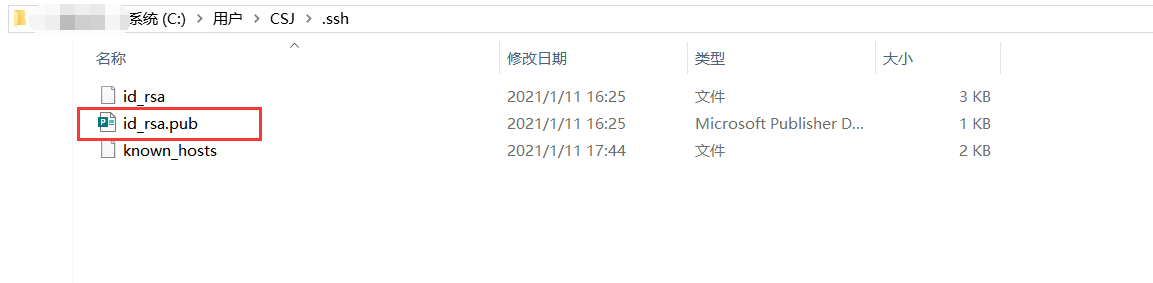 系统 (C:) > 用户 > CSJ > .ssh
名称 修改日期 类型 大小
id_rsa 2021/1/11 16:25 文件 3 KB
id_rsa.pub 2021/1/11 16:25 Microsoft Publisher D... 1 KB
known_hosts 2021/1/11 17:44 文件 2 KB